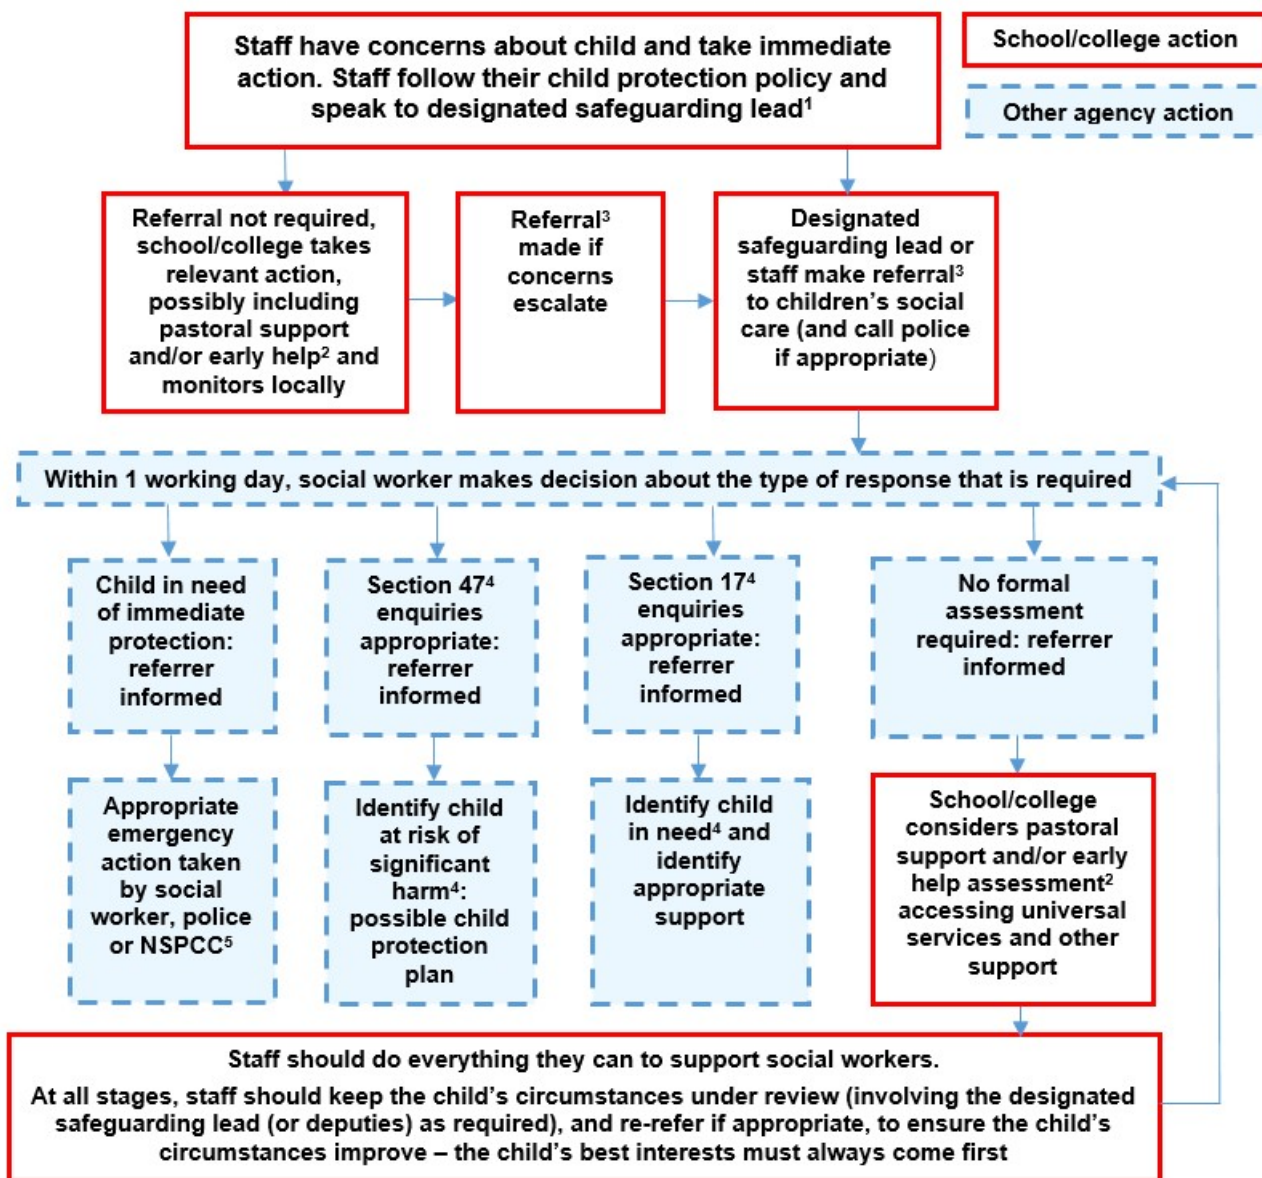 Staff have concerns about child and take immediate
action. Staff follow their child protection policy and
speak to designated safeguarding lead¹
School/college action
Other agency action
Referral not required,
school/college takes
relevant action,
possibly including
pastoral support
and/or early help² and
monitors locally
Referral³
made if
concerns
escalate
Designated
safeguarding lead or
staff make referral³
to children’s social
care (and call police
if appropriate)
Within 1 working day, social worker makes decision about the type of response that is required
Child in need
of immediate
protection:
referrer
informed
Section 47⁴
enquiries
appropriate:
referrer
informed
Section 17⁴
enquiries
appropriate:
referrer
informed
No formal
assessment
required: referrer
informed
Appropriate
emergency
action taken
by social
worker, police
or NSPCC⁵
Identify child
at risk of
significant
harm⁴:
possible child
protection
plan
Identify child
in need⁴ and
identify
appropriate
support
School/college
considers pastoral
support and/or early
help assessment²
accessing universal
services and other
support
Staff should do everything they can to support social workers.
At all stages, staff should keep the child’s circumstances under review (involving the designated
safeguarding lead (or deputies) as required), and re-refer if appropriate, to ensure the child’s
circumstances improve – the child’s best interests must always come first